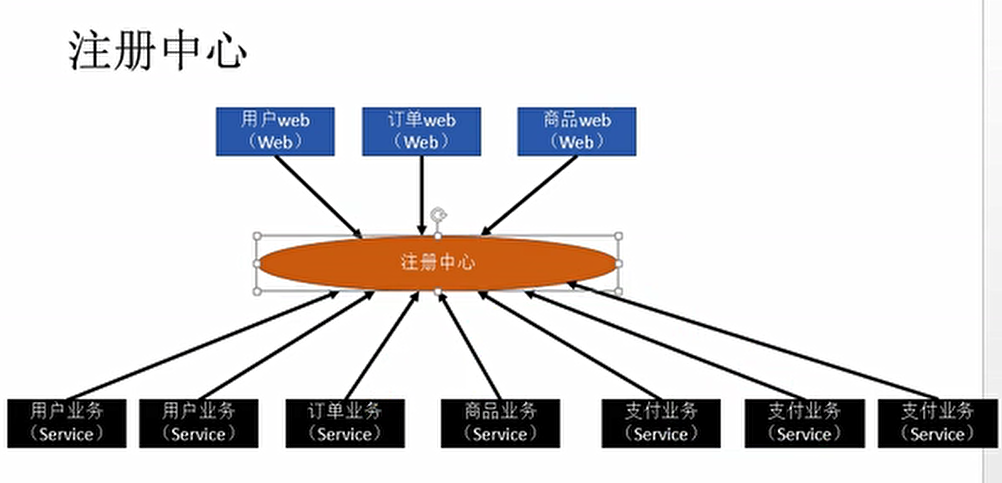 注册中心
用户web
（Web）
订单web
（Web）
商品web
（Web）
注册中心
用户业务
（Service）
用户业务
（Service）
订单业务
（Service）
商品业务
（Service）
支付业务
（Service）
支付业务
（Service）
支付业务
（Service）